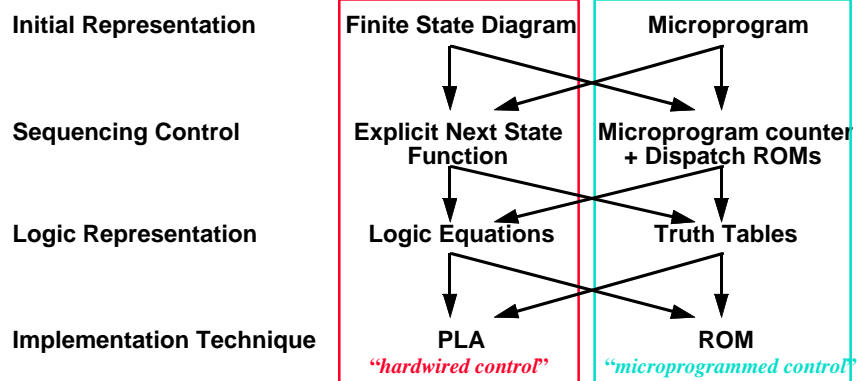 Initial Representation Finite State Diagram Microprogram
Sequencing Control Explicit Next State Microprogram counter
Function + Dispatch ROMs
Logic Representation Logic Equations Truth Tables
Implementation Technique PLA ROM
“hardwired control” “microprogrammed control”